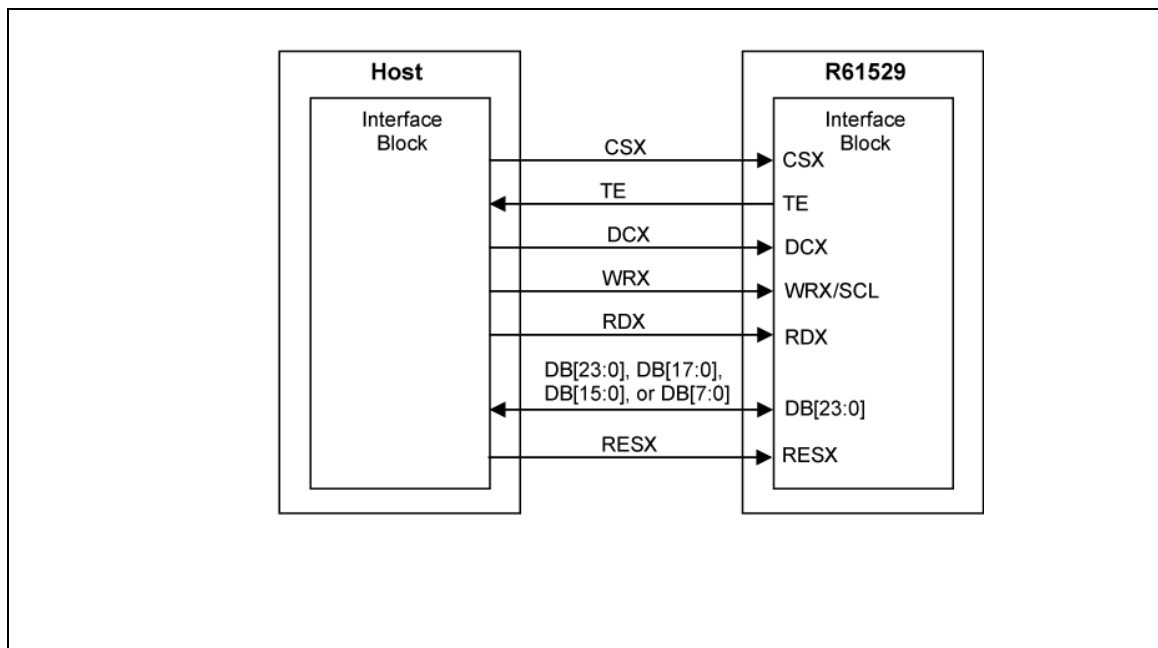 Host
R61529
Interface
Block
Interface
Block
CSX
CSX
TE
TE
DCX
DCX
WRX
WRX/SCL
RDX
RDX
DB[23:0], DB[17:0],
DB[15:0], or DB[7:0]
DB[23:0]
RESX
RESX